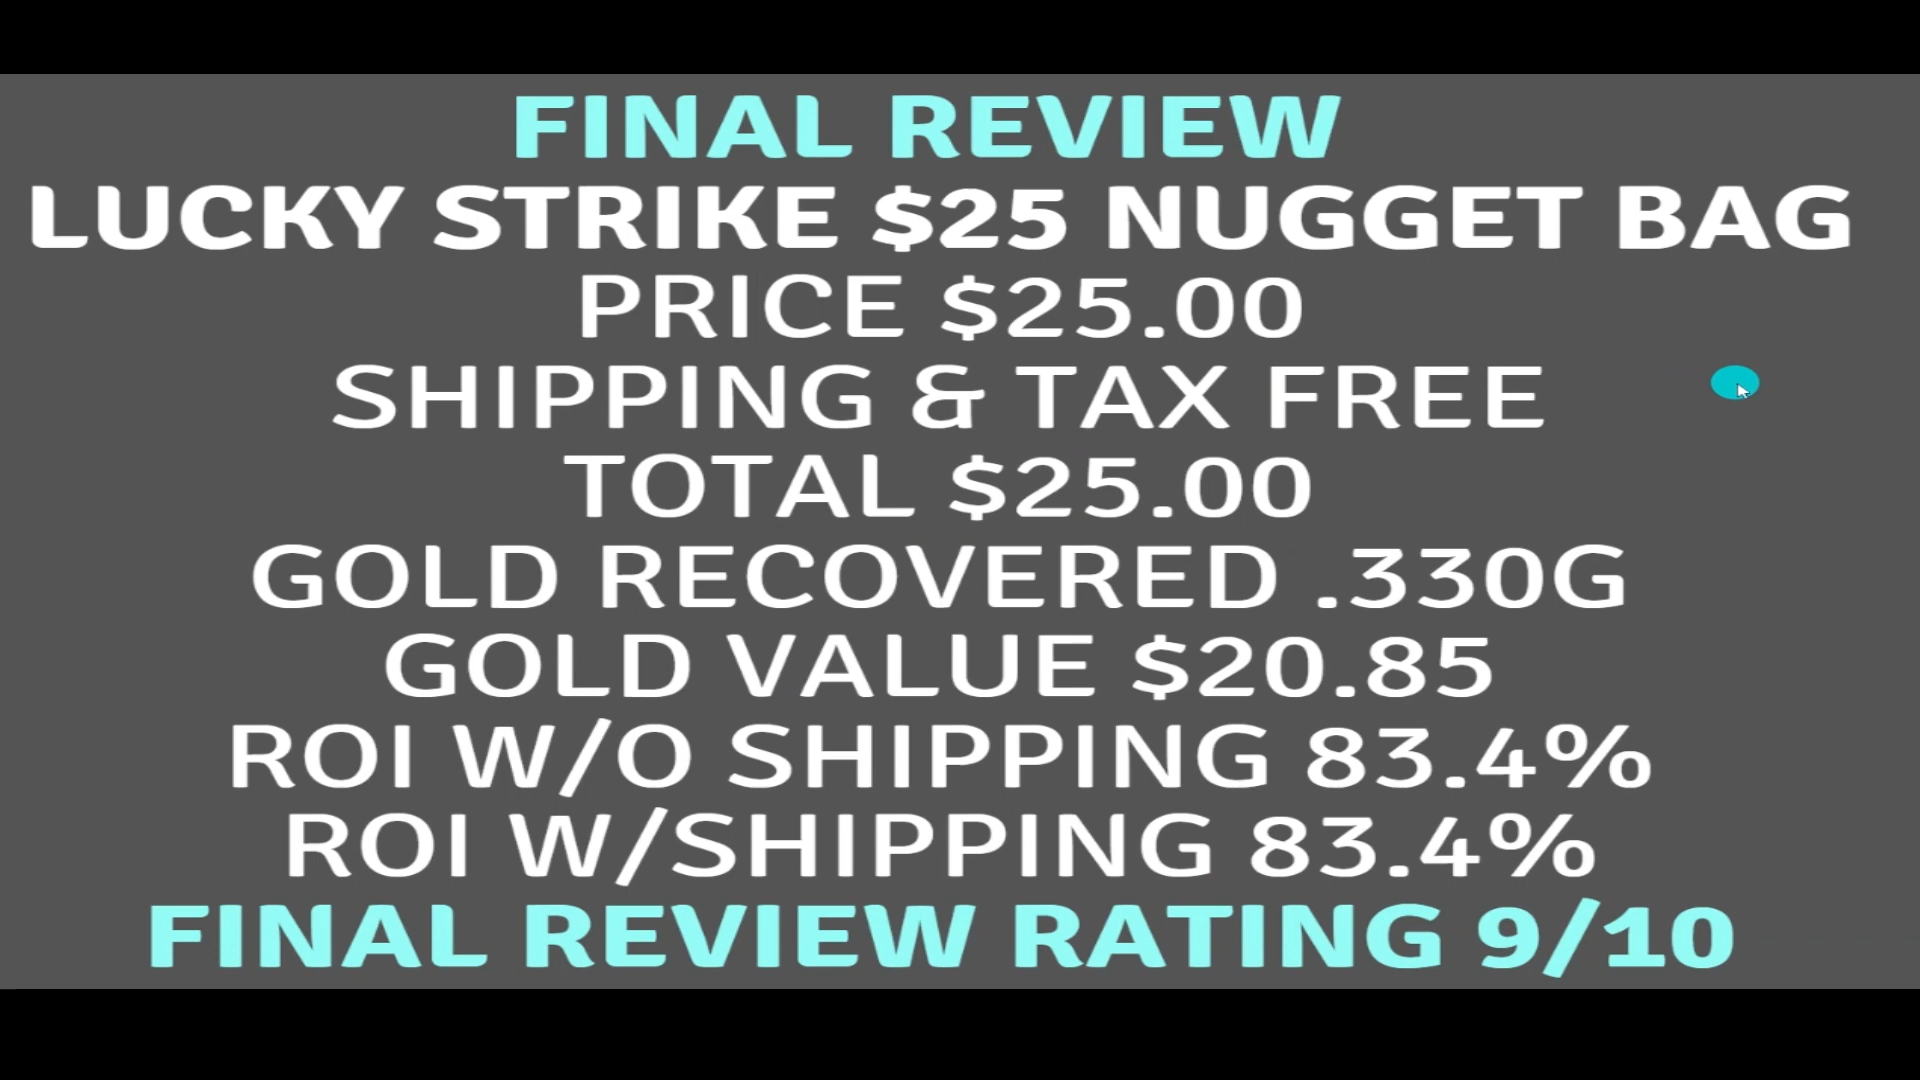 FINAL REVIEW
LUCKY STRIKE $25 NUGGET BAG
PRICE $25.00
SHIPPING & TAX FREE
TOTAL $25.00
GOLD RECOVERED .330G
GOLD VALUE $20.85
ROI W/O SHIPPING 83.4%
ROI W/SHIPPING 83.4%
FINAL REVIEW RATING 9/10